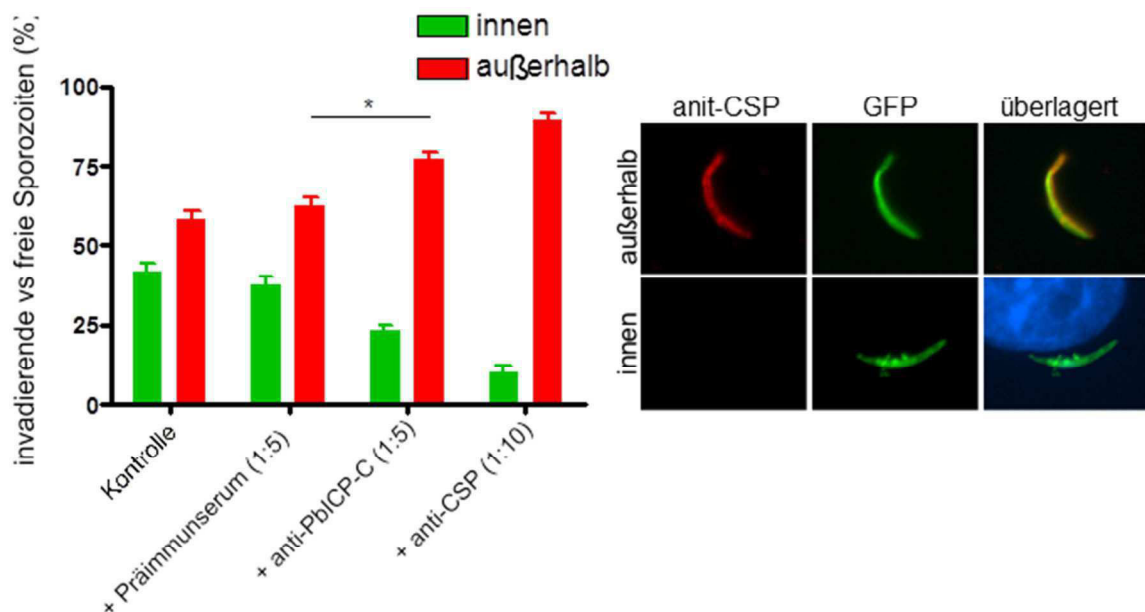 invadierende vs freie Sporozoiten (%)
innen
außerhalb
100
75
50
25
0
*
Kontrolle
+ Präimmunserum (1:5)
+ anti-PbICP-C (1:5)
+ anti-CSP (1:10)
anit-CSP GFP überlagert
außerhalb
innen